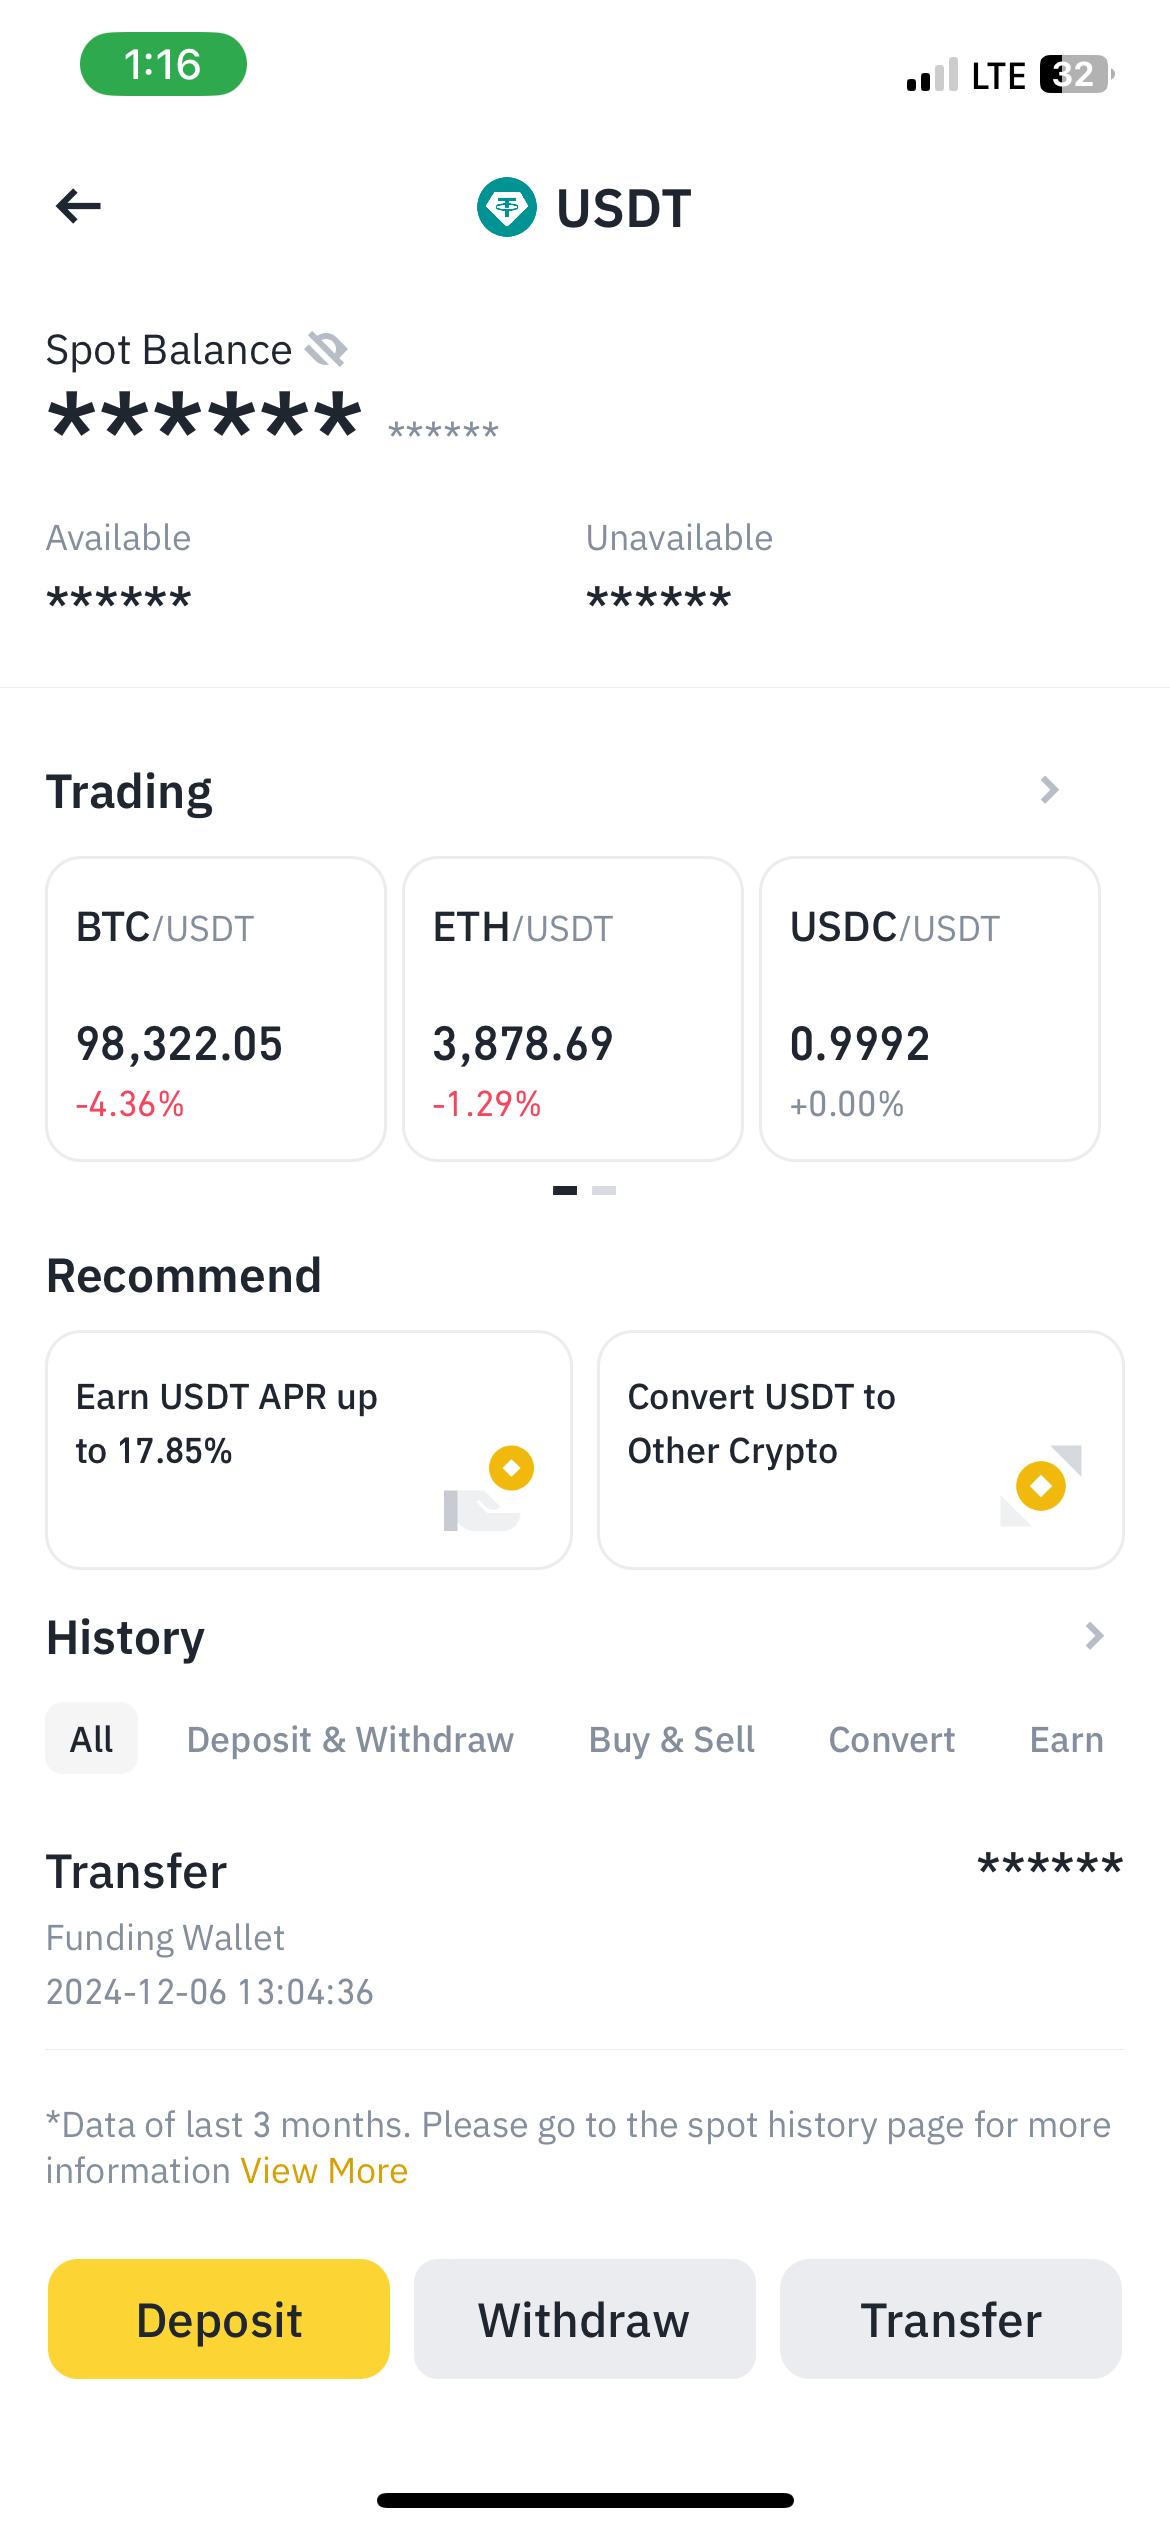 1:16
LTE 32
USDT
Spot Balance
****** ******
Available Unavailable
****** ******
Trading
BTC/USDT ETH/USDT USDC/USDT
98,322.05 3,878.69 0.9992
-4.36% -1.29% +0.00%
Recommend
Earn USDT APR up
to 17.85%
Convert USDT to
Other Crypto
History
All Deposit & Withdraw Buy & Sell Convert Earn
Transfer ******
Funding Wallet
2024-12-06 13:04:36
*Data of last 3 months. Please go to the spot history page for more
information View More
Deposit Withdraw Transfer